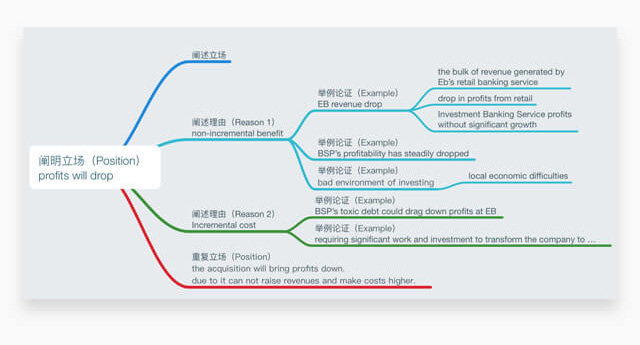 阐明立场（Position）
profits will drop
阐述立场
阐述理由（Reason 1）
non-incremental benefit
举例论证（Example）
EB revenue drop
the bulk of revenue generated by
Eb's retail banking service
drop in profits from retail
Investment Banking Service profits
without significant growth
举例论证（Example）
BSP's profitability has steadily dropped
举例论证（Example）
bad environment of investing
local economic difficulties
阐述理由（Reason 2）
Incremental cost
举例论证（Example）
BSP's toxic debt could drag down profits at EB
举例论证（Example）
requiring significant work and investment to transform the company to ...
重复立场（Position）
the acquisition will bring profits down.
due to it can not raise revenues and make costs higher.